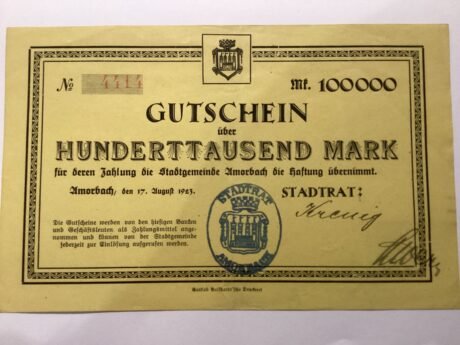 No 4414
Mk. 100000
GUTSCHEIN
über
HUNDERTTAUSEND MARK
für deren Zahlung die Stadtgemeinde Amorbach die Haftung übernimmt.
Amorbach, den 17. August 1923.
STADTRAT:
Die Gutscheine werden von den hiesigen Banken
und Geschäftsleuten als Zahlungsmittel ange-
nommen und können von der Stadtgemeinde
jederzeit zur Einlösung aufgerufen werden.
STADTRAT
AMORBACH